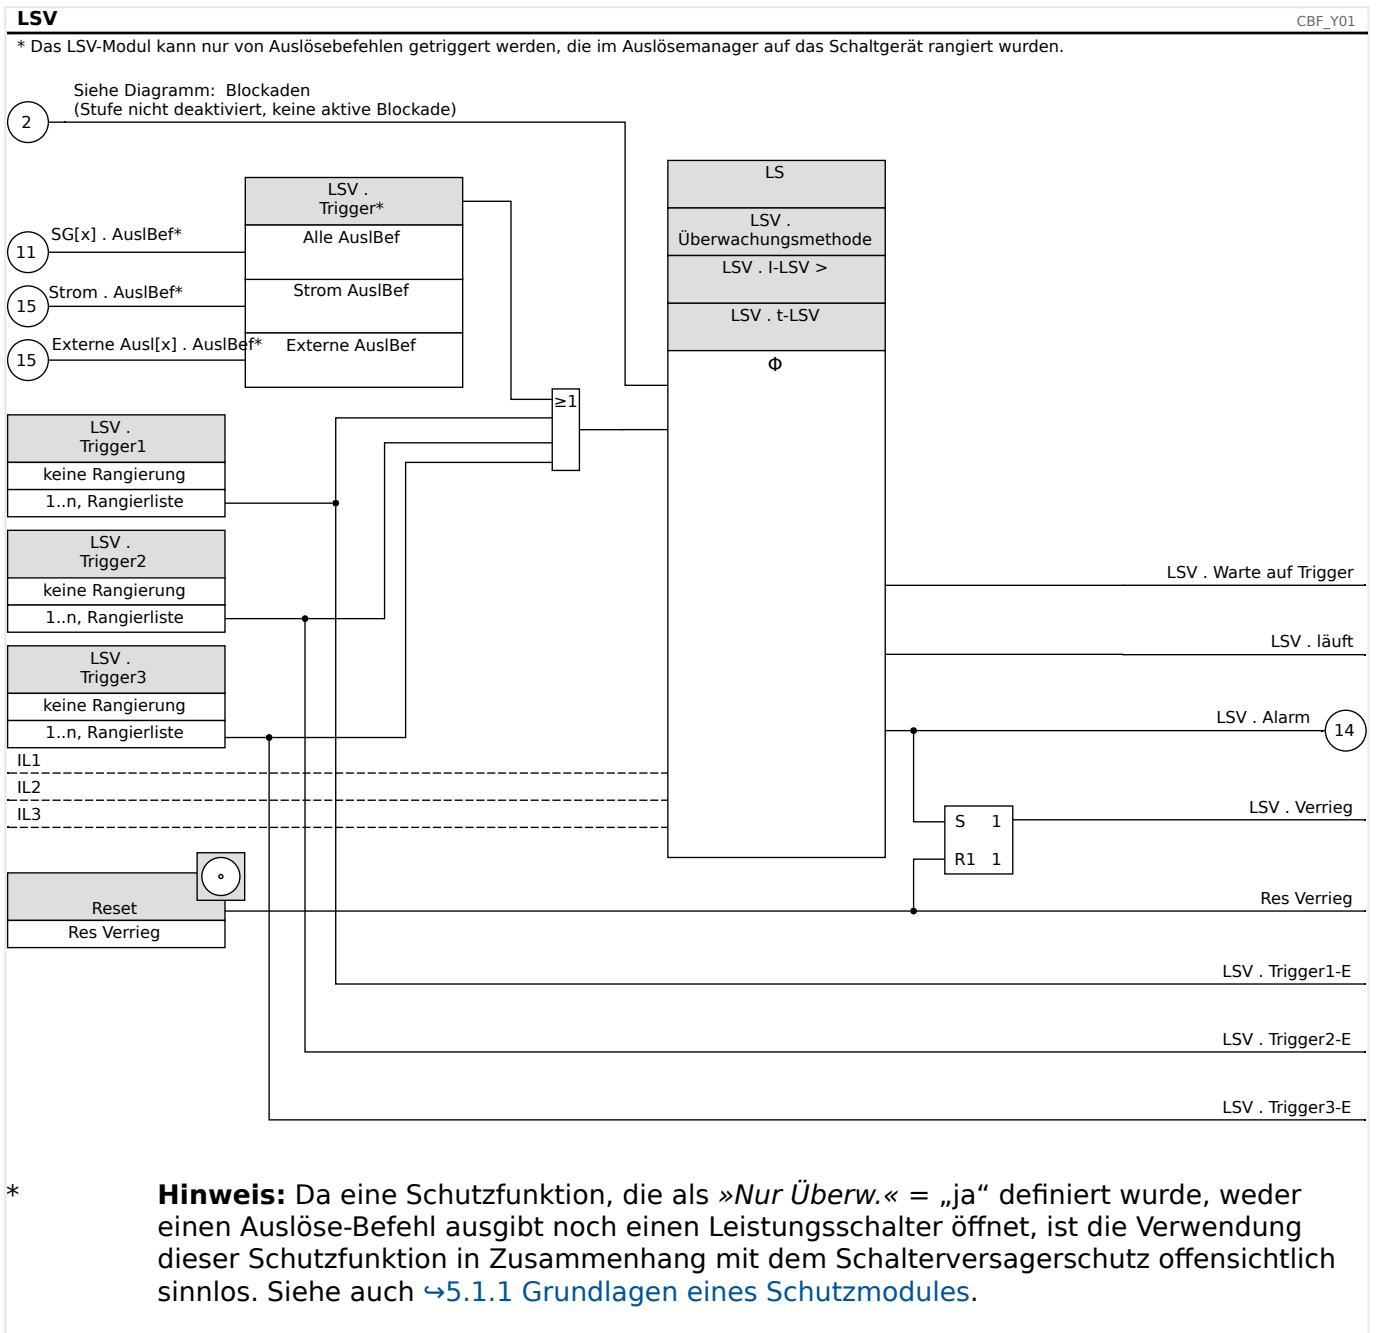 LSV
CBF_Y01
* Das LSV-Modul kann nur von Auslösebefehlen getriggert werden, die im Auslösemanager auf das Schaltgerät rangiert wurden.
Siehe Diagramm: Blockaden
(Stufe nicht deaktiviert, keine aktive Blockade)
2
LS
LSV .
Überwachungsmethode
LSV . I-LSV >
LSV . t-LSV
Φ
LSV .
Trigger*
SG[x] . AuslBef*
11
Alle AuslBef
Strom . AuslBef*
15
Strom AuslBef
Externe Ausl[x] . AuslBef*
15
Externe AuslBef
≥1
LSV .
Trigger1
keine Rangierung
1..n, Rangierliste
LSV .
Trigger2
keine Rangierung
1..n, Rangierliste
LSV .
Trigger3
keine Rangierung
1..n, Rangierliste
IL1
IL2
IL3
LSV . Warte auf Trigger
LSV . läuft
LSV . Alarm
14
S 1
R1 1
LSV . Verrieg
Reset
Res Verrieg
Res Verrieg
LSV . Trigger1-E
LSV . Trigger2-E
LSV . Trigger3-E
* Hinweis: Da eine Schutzfunktion, die als »Nur Überw.« = „ja“ definiert wurde, weder
einen Auslöse-Befehl ausgibt noch einen Leistungsschalter öffnet, ist die Verwendung
dieser Schutzfunktion in Zusammenhang mit dem Schalterversagerschutz offensichtlich
sinnlos. Siehe auch ↪5.1.1 Grundlagen eines Schutzmodules.